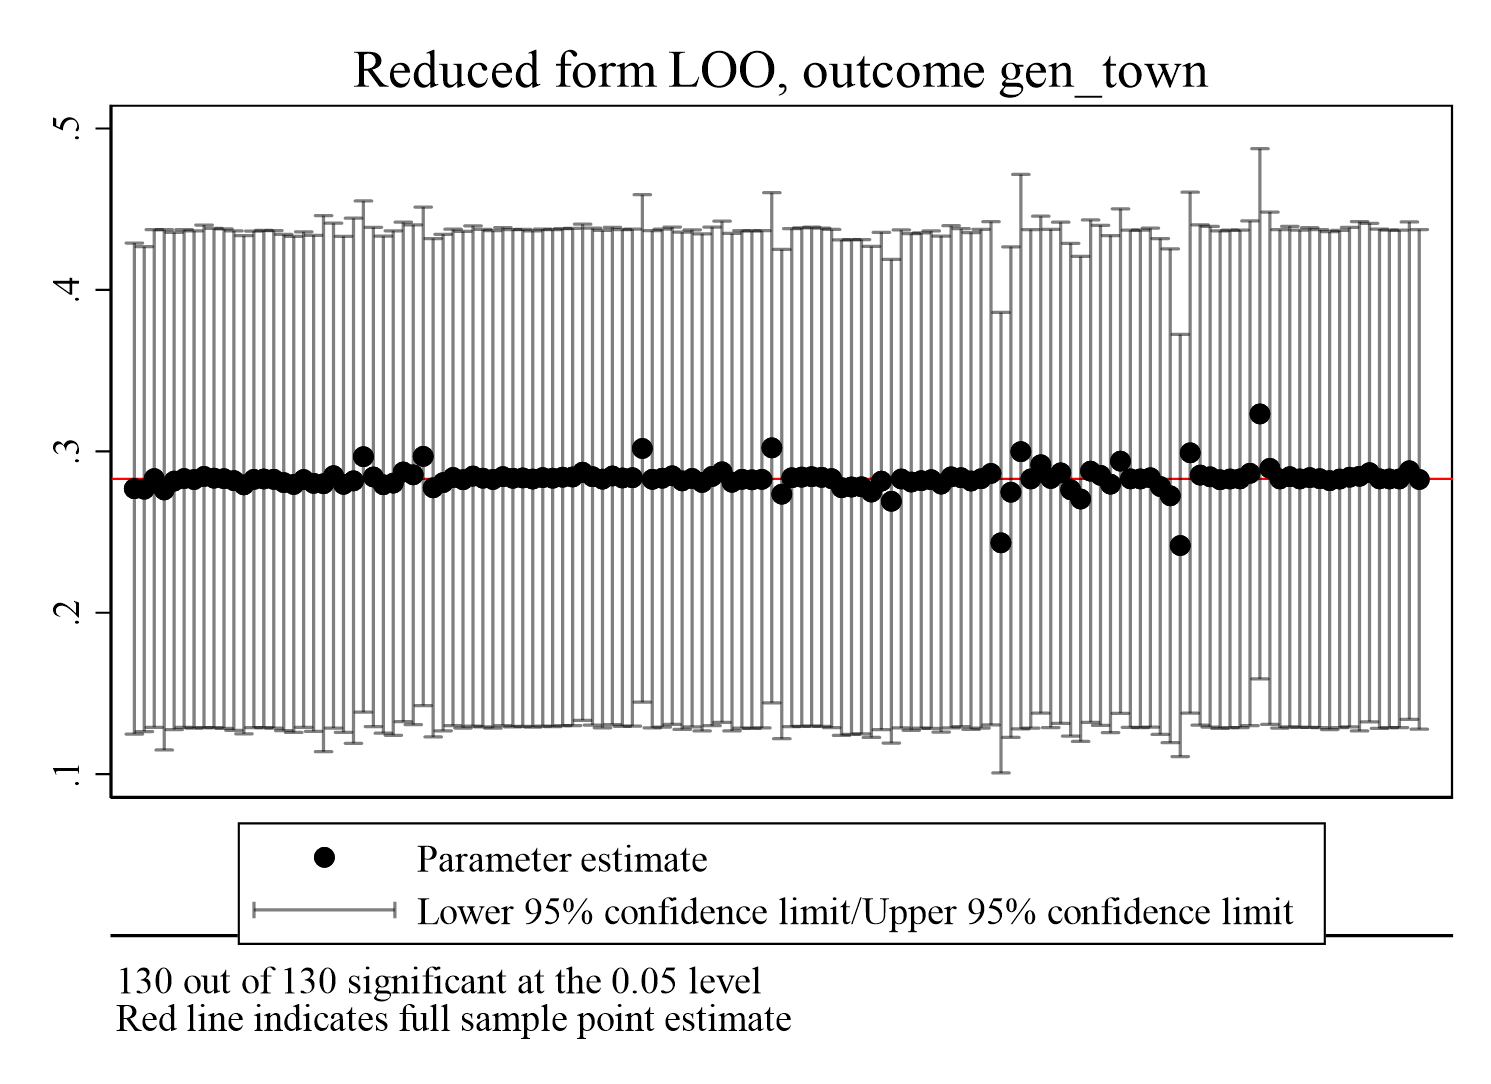 Reduced form LOO, outcome gen_town
.5
.4
.3
.2
.1
Parameter estimate
Lower 95% confidence limit/Upper 95% confidence limit
130 out of 130 significant at the 0.05 level
Red line indicates full sample point estimate